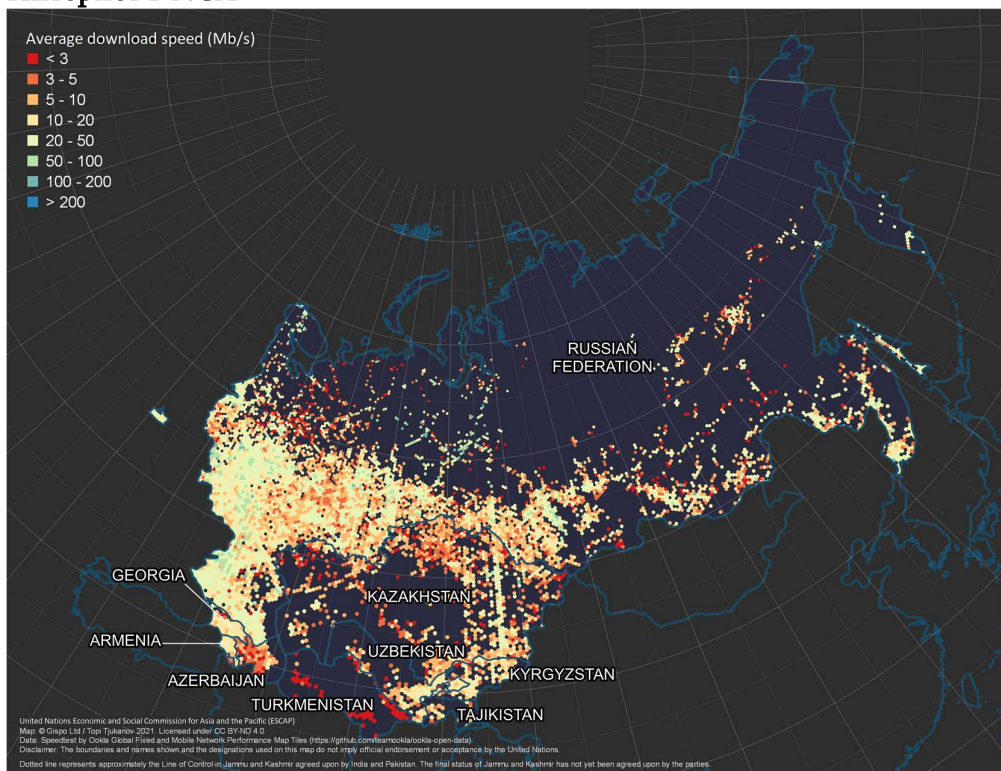 Average download speed (Mb/s)
< 3
3 - 5
5 - 10
10 - 20
20 - 50
50 - 100
100 - 200
> 200
RUSSIAN
FEDERATION
GEORGIA
KAZAKHSTAN
ARMENIA
UZBEKISTAN
AZERBAIJAN
KYRGYZSTAN
TURKMENISTAN
TAJIKISTAN
United Nations Economic and Social Commission for Asia and the Pacific (ESCAP)
Map: © Gispo Ltd / Topi Tjukanov 2021. Licensed under CC BY-ND 4.0
Data: Speedtest by Ookla Global Fixed and Mobile Network Performance Map Tiles (https://github.com/teamookla/ookla-open-data)
Disclaimer: The boundaries and names shown and the designations used on this map do not imply official endorsement or acceptance by the United Nations.
Dotted line represents approximately the Line of Control in Jammu and Kashmir agreed upon by India and Pakistan. The final status of Jammu and Kashmir has not yet been agreed upon by the parties.